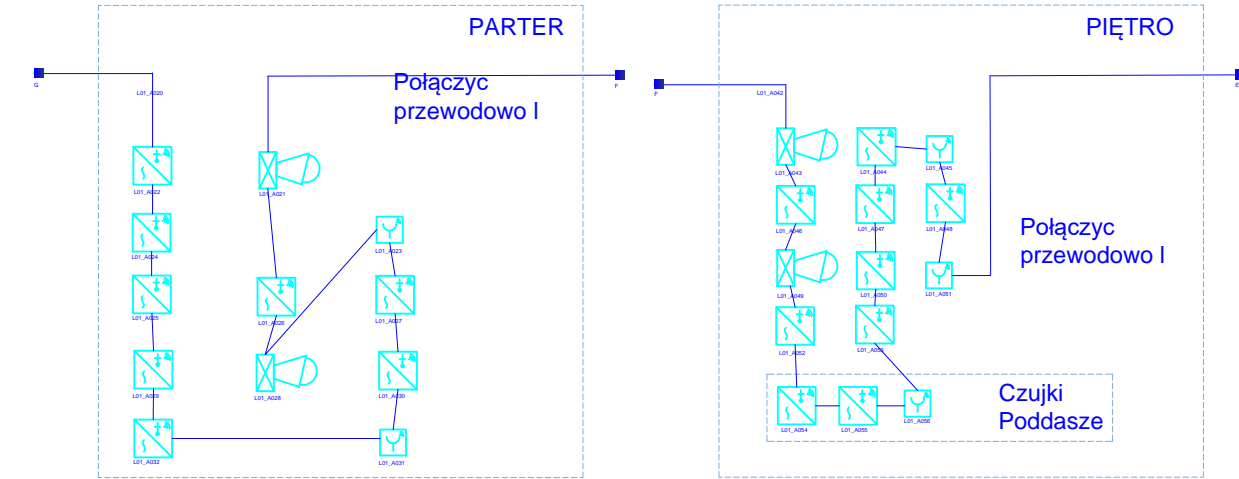 PARTER
PIĘTRO
Połączyc
przewodowo I
G
F
F
E
L01_A020
L01_A042
L01_A021
L01_A022
L01_A023
L01_A024
L01_A025
L01_A026
L01_A027
L01_A028
L01_A029
L01_A030
L01_A031
L01_A032
L01_A043
L01_A044
L01_A045
L01_A046
L01_A047
L01_A048
Połączyc
przewodowo I
L01_A049
L01_A050
L01_A051
L01_A052
L01_A053
Czujki
Poddasze
L01_A054
L01_A055
L01_A056